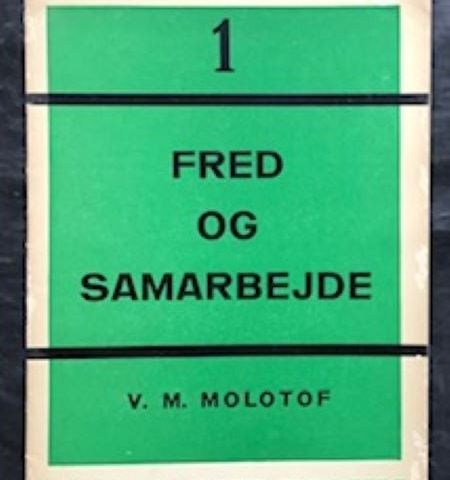 1
FRED
OG
SAMARBEJDE
V. M. MOLOTOF